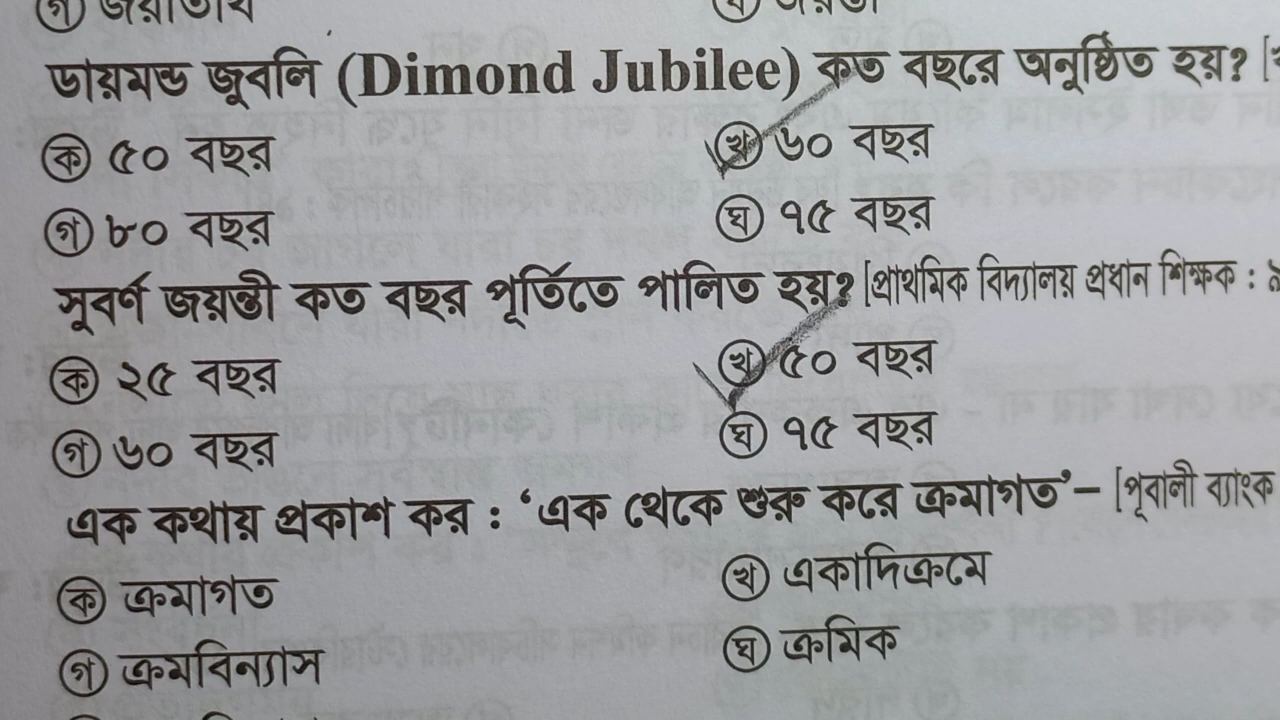 ডায়মন্ড জুবলি (Dimond Jubilee) কত বছরে অনুষ্ঠিত হয়? [
ক ৫০ বছর খ ৬০ বছর
গ ৮০ বছর ঘ ৭৫ বছর
সুবর্ণ জয়ন্তী কত বছর পূর্তিতে পালিত হয়? [প্রাথমিক বিদ্যালয় প্রধান শিক্ষক : ৯
ক ২৫ বছর খ ৫০ বছর
গ ৬০ বছর ঘ ৭৫ বছর
এক কথায় প্রকাশ কর : ‘এক থেকে শুরু করে ক্রমাগত’– [পূবালী ব্যাংক
ক ক্রমাগত খ একাদিক্রমে
গ ক্রমবিন্যাস ঘ ক্রমিক